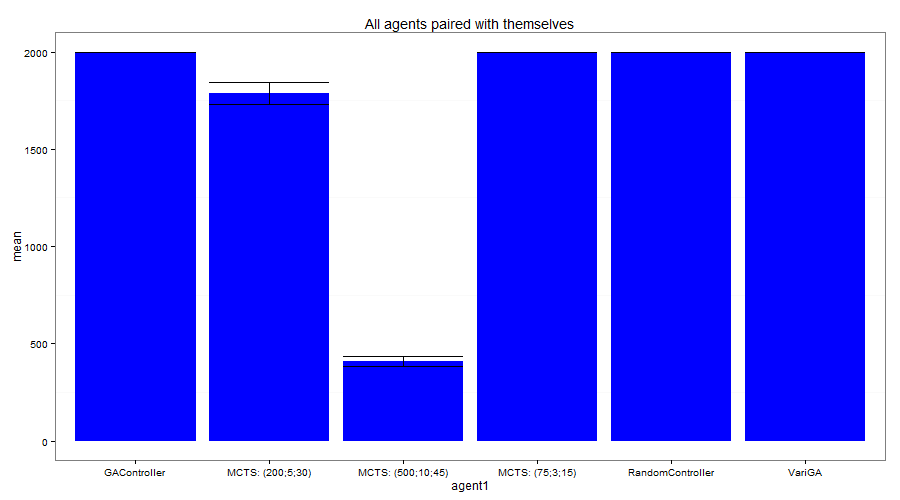 All agents paired with themselves
mean
2000
1500
1000
500
0
GAController MCTS: (200;5;30) MCTS: (500;10;45) MCTS: (75;3;15) RandomController VariGA
agent1